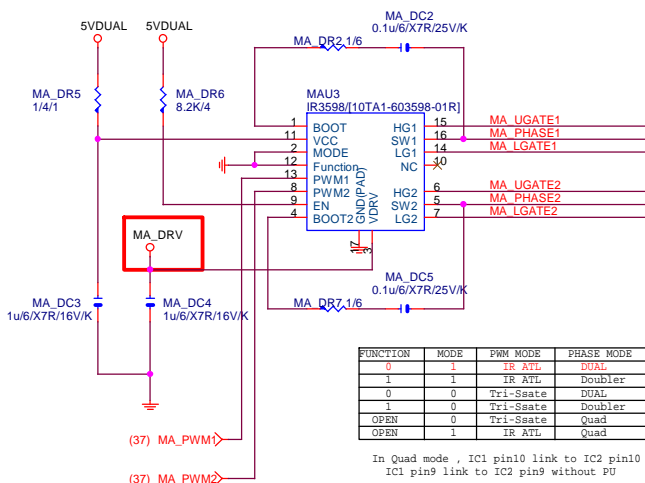 5VDUAL
5VDUAL
MA_DC2
0.1u/6/X7R/25V/K
MA_DR2 1/6
MA_DR5
1/4/1
MA_DR6
8.2K/4
MAU3
IR3598/[10TA1-603598-01R]
1 BOOT HG1 15 MA_UGATE1
11 VCC SW1 16 MA_PHASE1
2 MODE LG1 14 MA_LGATE1
12 Function NC 10
13 PWM1
8 PWM2 HG2 6 MA_UGATE2
9 EN SW2 5 MA_PHASE2
4 BOOT2 LG2 7 MA_LGATE2
GND(PAD)
VDRV
17
3
MA_DRV
MA_DC3
1u/6/X7R/16V/K
MA_DC4
1u/6/X7R/16V/K
MA_DC5
0.1u/6/X7R/25V/K
MA_DR7 1/6
FUNCTION MODE PWM MODE PHASE MODE
0 1 IR ATL DUAL
1 1 IR ATL Doubler
0 0 Tri-Ssate DUAL
1 0 Tri-Ssate Doubler
OPEN 0 Tri-Ssate Quad
OPEN 1 IR ATL Quad
(37) MA_PWM1
In Quad mode , IC1 pin10 link to IC2 pin10
IC1 pin9 link to IC2 pin9 without PU
(37) MA_PWM2